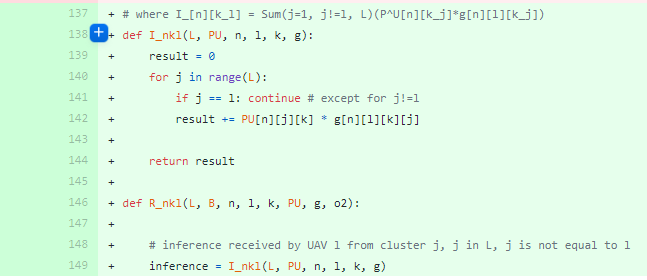 137 + # where I_[n][k_l] = Sum(j=1, j!=l, L)(P^U[n][k_j]*g[n][l][k_j])
138 + + def I_nkl(L, PU, n, l, k, g):
139 +     result = 0
140 +     for j in range(L):
141 +         if j == l: continue # except for j!=l
142 +         result += PU[n][j][k] * g[n][l][k][j]
143 +
144 +     return result
145 +
146 + def R_nkl(L, B, n, l, k, PU, g, o2):
147 +
148 +     # inference received by UAV l from cluster j, j in L, j is not equal to l
149 +     inference = I_nkl(L, PU, n, l, k, g)